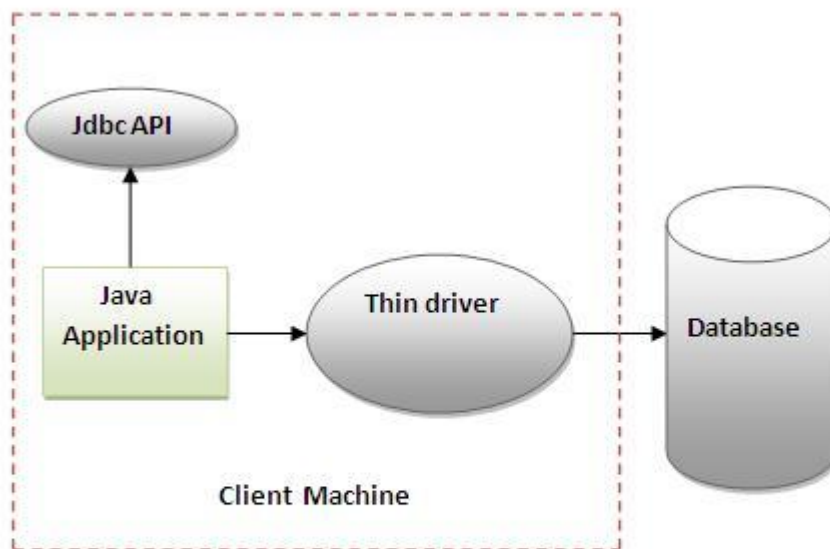 Jdbc API
Java
Application
Thin driver
Database
Client Machine